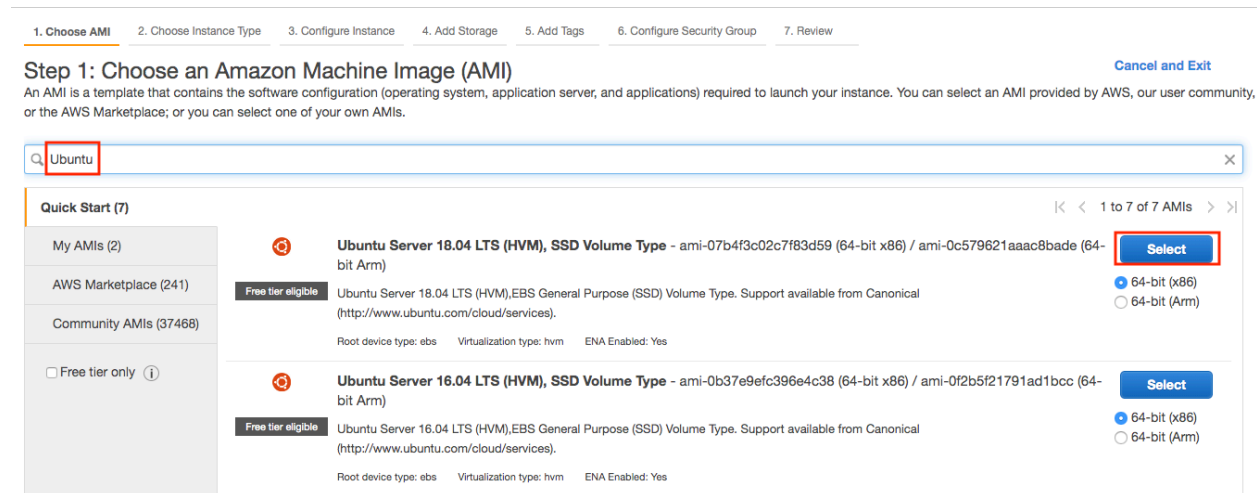 1. Choose AMI 2. Choose Instance Type 3. Configure Instance 4. Add Storage 5. Add Tags 6. Configure Security Group 7. Review
Step 1: Choose an Amazon Machine Image (AMI)
Cancel and Exit
An AMI is a template that contains the software configuration (operating system, application server, and applications) required to launch your instance. You can select an AMI provided by AWS, our user community,
or the AWS Marketplace; or you can select one of your own AMIs.
Ubuntu
Quick Start (7)
1 to 7 of 7 AMIs
My AMIs (2)
AWS Marketplace (241)
Community AMIs (37468)
Free tier only
Ubuntu Server 18.04 LTS (HVM), SSD Volume Type - ami-07b4f3c02c7f83d59 (64-bit x86) / ami-0c579621aaac8bade (64-
bit Arm)
Select
Free tier eligible
Ubuntu Server 18.04 LTS (HVM),EBS General Purpose (SSD) Volume Type. Support available from Canonical
(http://www.ubuntu.com/cloud/services).
64-bit (x86)
64-bit (Arm)
Root device type: ebs Virtualization type: hvm ENA Enabled: Yes
Ubuntu Server 16.04 LTS (HVM), SSD Volume Type - ami-0b37e9efc396e4c38 (64-bit x86) / ami-0f2b5f21791ad1bcc (64-
bit Arm)
Select
Free tier eligible
Ubuntu Server 16.04 LTS (HVM),EBS General Purpose (SSD) Volume Type. Support available from Canonical
(http://www.ubuntu.com/cloud/services).
64-bit (x86)
64-bit (Arm)
Root device type: ebs Virtualization type: hvm ENA Enabled: Yes